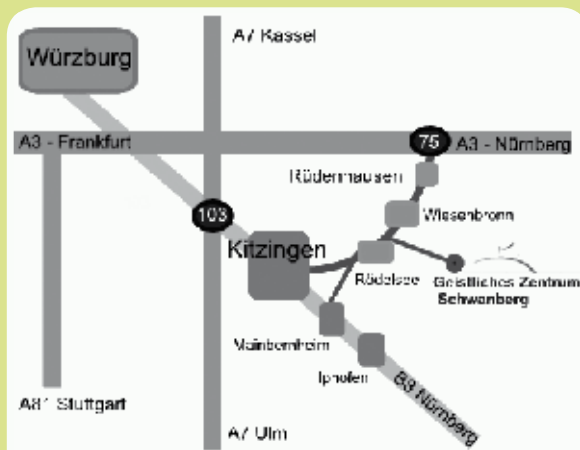 A7 Kassel
Würzburg
A3 - Frankfurt
75
A3 - Nürnberg
Rüdenhausen
Wiesenbronn
103
Kitzingen
Rödelsee
Geistliches Zentrum
Schwanberg
Mainbernheim
Iphofen
B8 Nürnberg
A81 Stuttgart
A7 Ulm